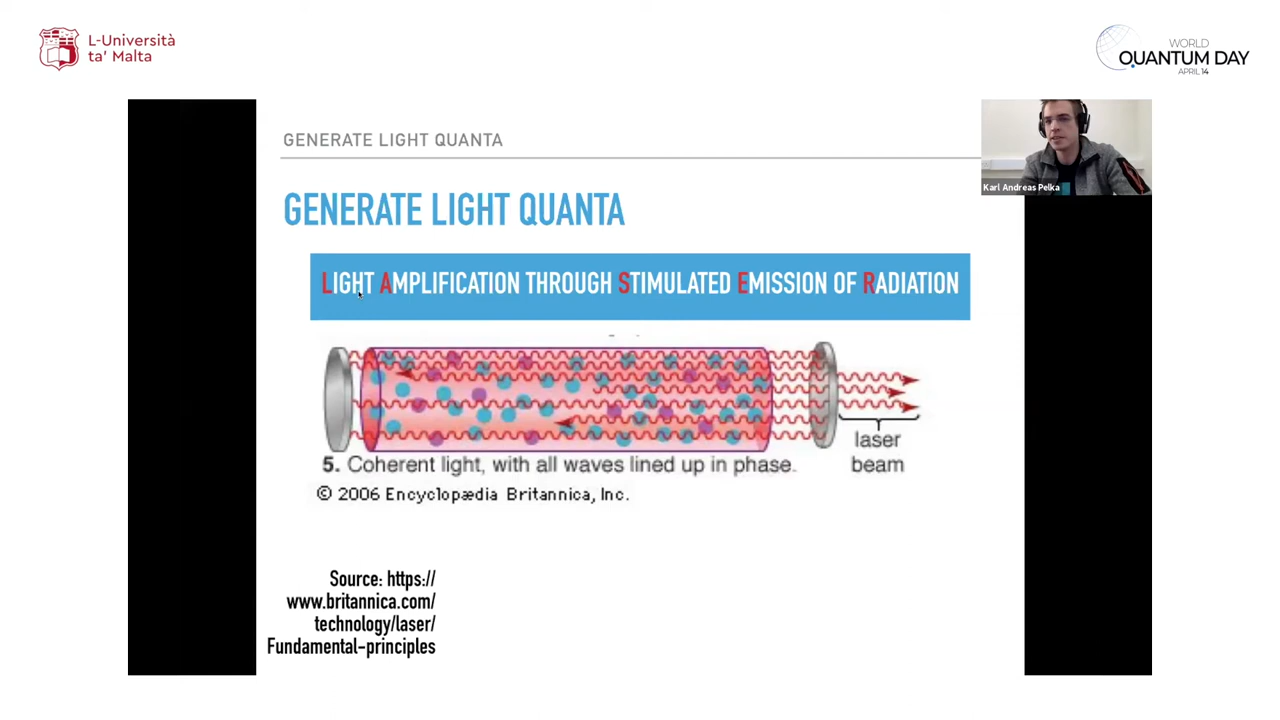 L-Università
ta' Malta
WORLD
QUANTUM DAY
APRIL 14
GENERATE LIGHT QUANTA
Karl Andreas Pelka
GENERATE LIGHT QUANTA
LIGHT AMPLIFICATION THROUGH STIMULATED EMISSION OF RADIATION
laser
beam
5. Coherent light, with all waves lined up in phase.
© 2006 Encyclopædia Britannica, Inc.
Source: https://
www.britannica.com/
technology/laser/
Fundamental-principles